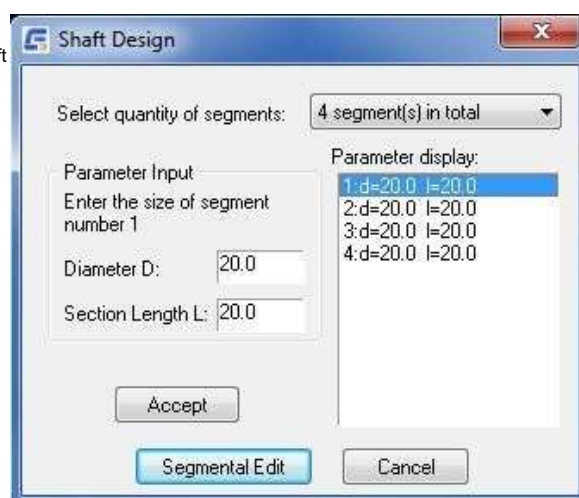 Shaft Design
ft
Select quantity of segments: 4 segment(s) in total
Parameter Input
Enter the size of segment
number 1
Diameter D: 20.0
Section Length L: 20.0
Accept
Parameter display:
1:d=20.0 l=20.0
2:d=20.0 l=20.0
3:d=20.0 l=20.0
4:d=20.0 l=20.0
Segmental Edit Cancel